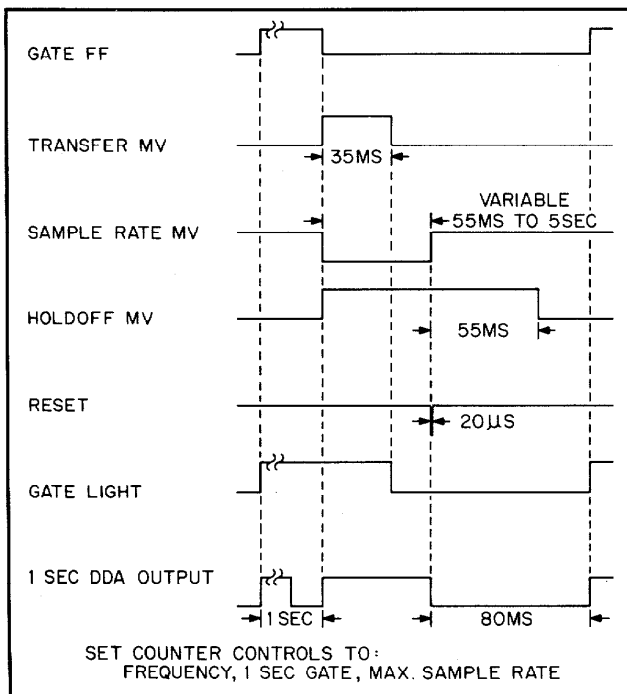 GATE FF
TRANSFER MV
35MS
VARIABLE
55MS TO 5SEC
SAMPLE RATE MV
HOLDOFF MV
55MS
RESET
20μS
GATE LIGHT
1 SEC DDA OUTPUT
1 SEC
80MS
SET COUNTER CONTROLS TO:
FREQUENCY, 1 SEC GATE, MAX. SAMPLE RATE